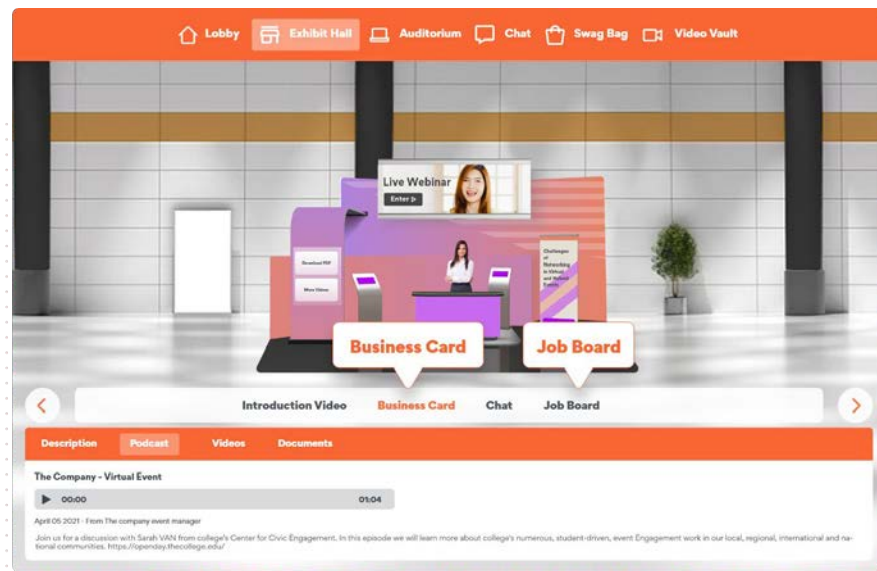 Lobby
Exhibit Hall
Auditorium
Chat
Swag Bag
Video Vault
Live Webinar
Enter
Download PDF
More Videos
Challenges
of
Networking
in Virtual
and Hybrid
Events
Business Card
Job Board
Introduction Video
Business Card
Chat
Job Board
Description
Podcast
Videos
Documents
The Company - Virtual Event
00:00
01:04
April 05 2021 - From The company event manager
Join us for a discussion with Sarah VAN from college's Center for Civic Engagement. In this episode we will learn more about college's numerous, student-driven, event Engagement work in our local, regional, international and na-
tional communities. https://openday.thecollege.edu/